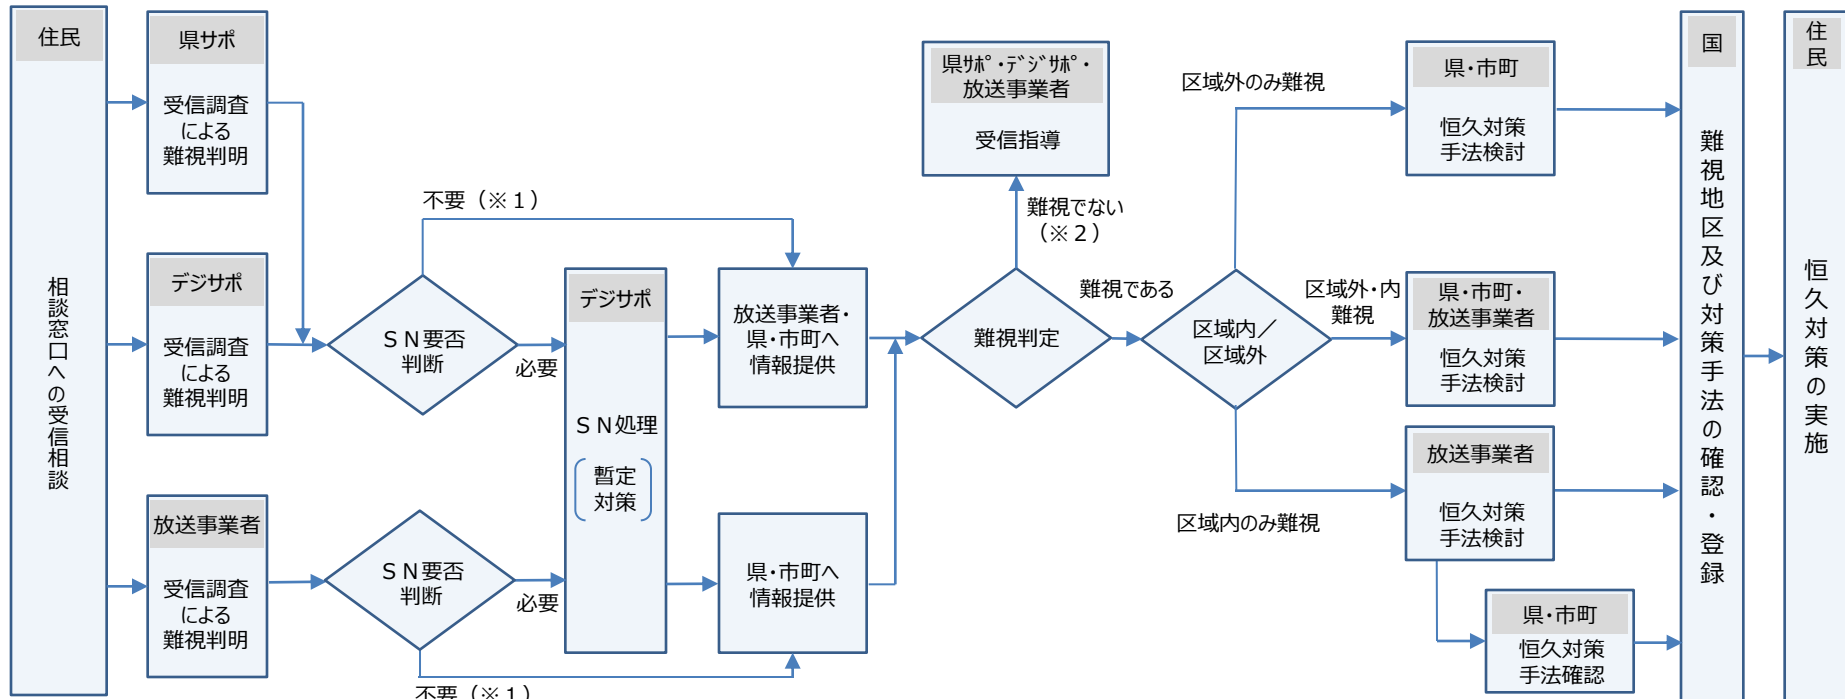 住民
相談窓口への受信相談
県サポ
受信調査
による
難視判明
デジサポ
受信調査
による
難視判明
放送事業者
受信調査
による
難視判明
不要（※１）
ＳＮ要否
判断
必要
ＳＮ要否
判断
必要
不要（※１）
デジサポ
ＳＮ処理
暫定
対策
放送事業者・
県・市町へ
情報提供
県・市町へ
情報提供
県ｻﾎﾟ・ﾃﾞｼﾞｻﾎﾟ・
放送事業者
受信指導
難視でない
（※２）
難視判定
難視である
区域内／
区域外
区域外のみ難視
区域外・内
難視
区域内のみ難視
県・市町
恒久対策
手法検討
県・市町・
放送事業者
恒久対策
手法検討
放送事業者
恒久対策
手法検討
県・市町
恒久対策
手法確認
国
難視地区及び対策手法の確認・登録
住民
恒久対策の実施